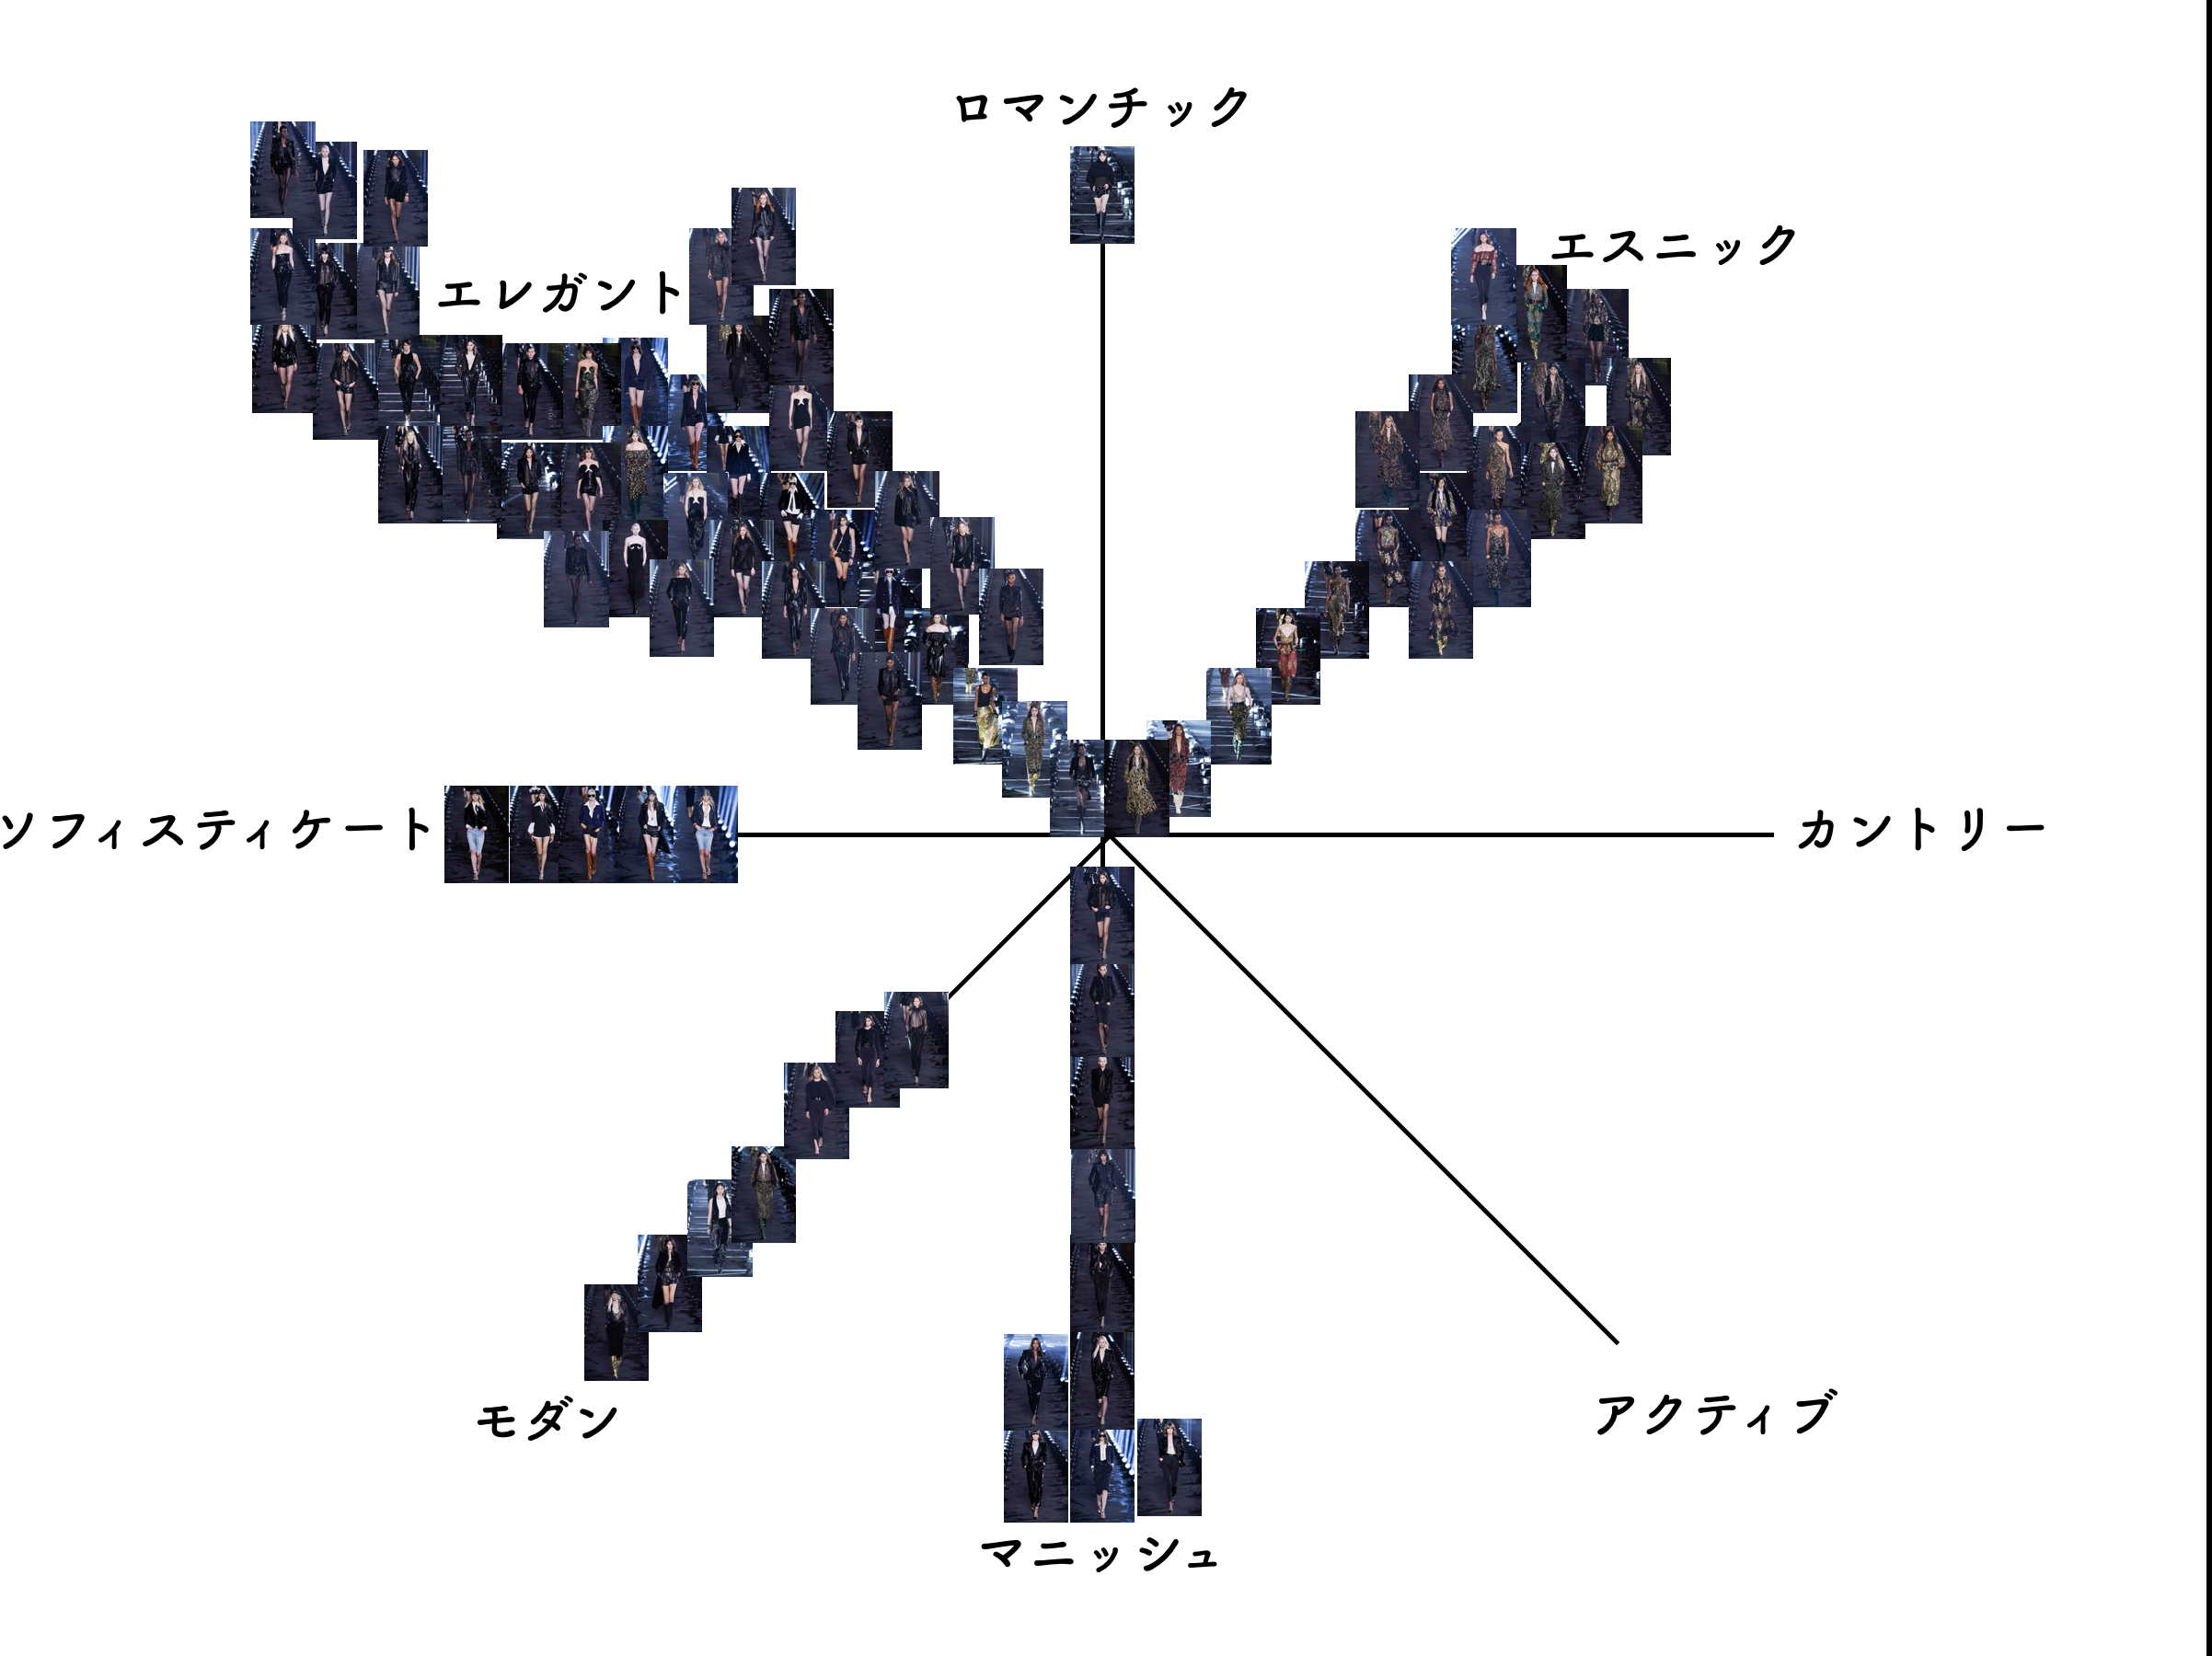 ロマンチック
エスニック
エレガント
ソフィスティケート
カントリー
モダン
アクティブ
マニッシュ